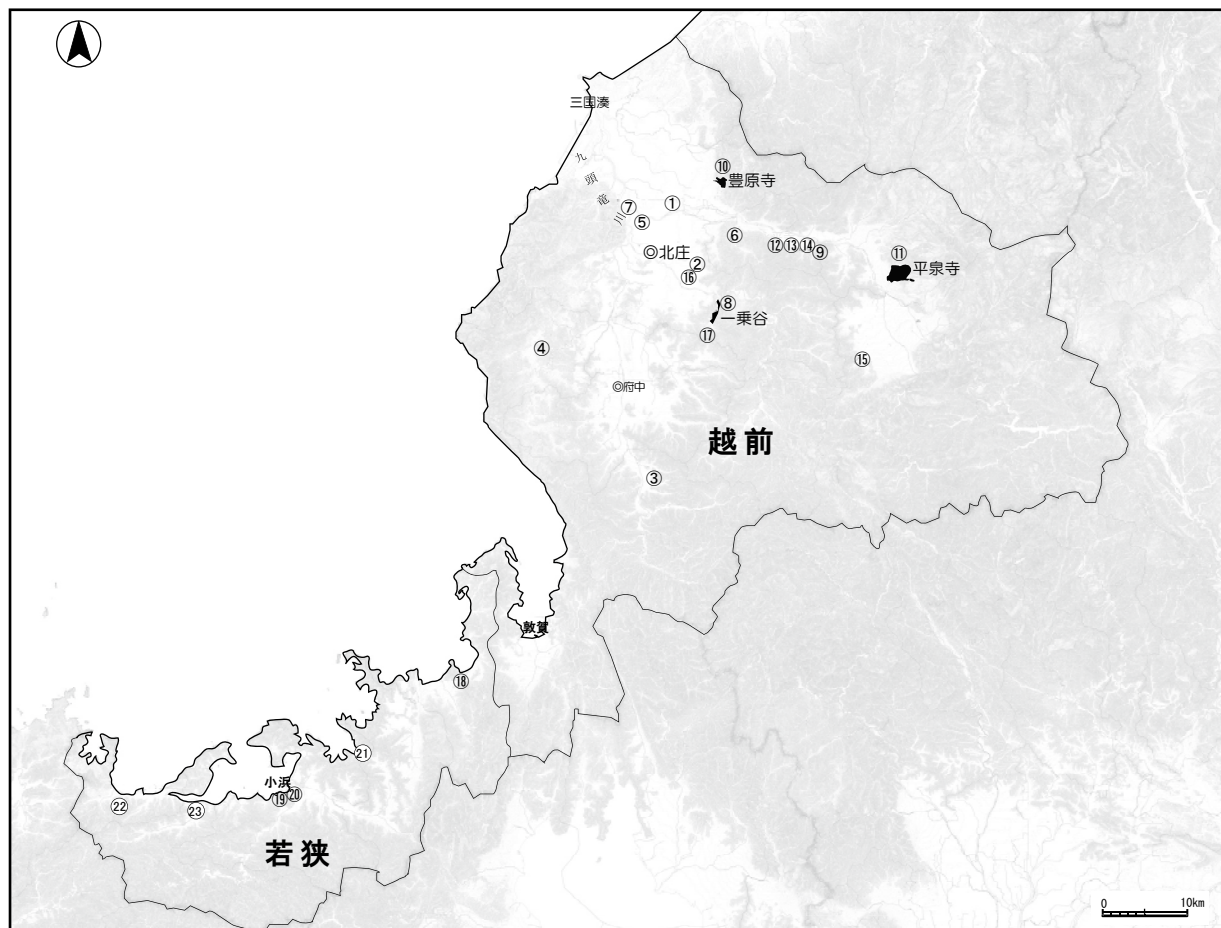 三国湊
九頭竜川
⑩
豊原寺
①
⑦
⑤
⑥
⑫⑬⑭⑨
⑪
平泉寺
◎北庄
②
⑯
⑧
一乗谷
⑰
④
⑮
◎府中
越前
③
敦賀
⑱
㉑
小浜
⑲⑳
㉒
㉓
若狭
0 10km